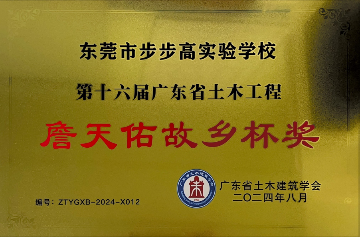 东莞市步步高实验学校
第十六届广东省土木工程
詹天佑故乡杯奖
广东省土木建筑学会
编号：ZTYGXB-2024-X012
二〇二四年八月